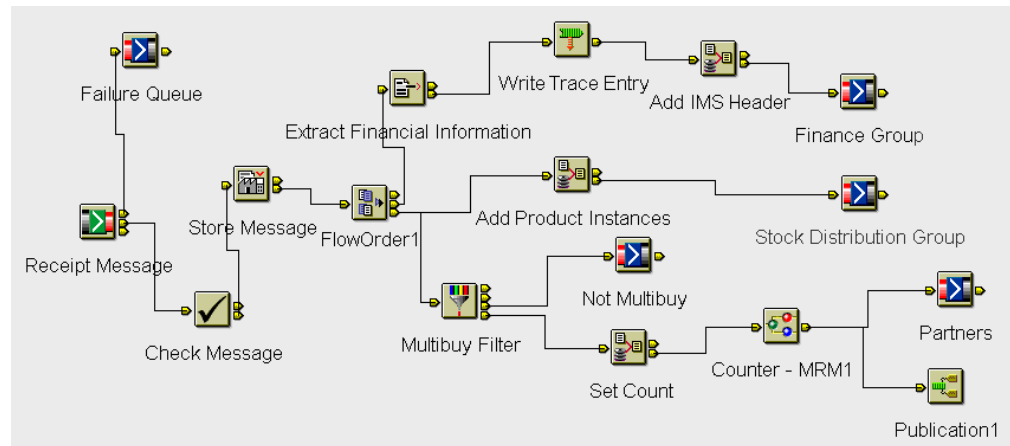 Failure Queue
Write Trace Entry
Add IMS Header
Extract Financial Information
Finance Group
Store Message
FlowOrder1
Add Product Instances
Stock Distribution Group
Receipt Message
Not Multibuy
Check Message
Multibuy Filter
Partners
Set Count
Counter - MRM1
Publication1